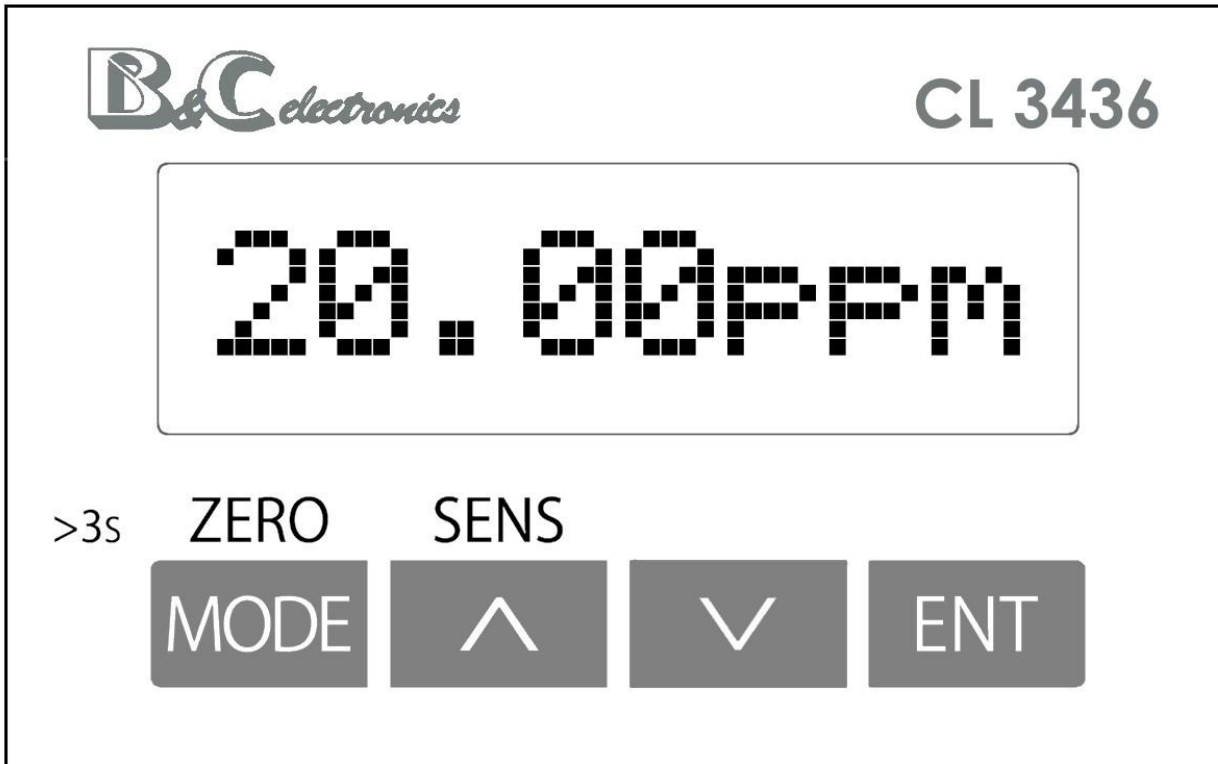 B&C electronics
CL 3436
20.00ppm
>3s ZERO SENS
MODE ENT